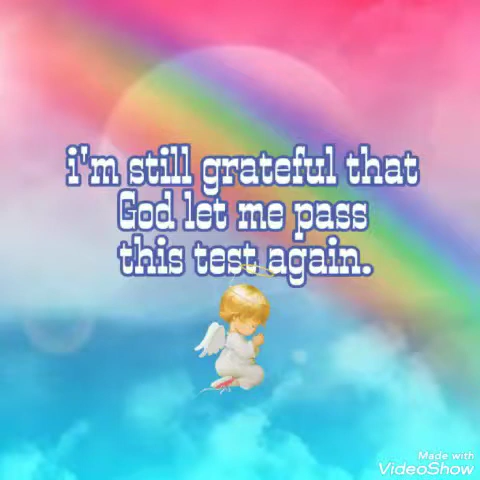 i'm still grateful that
God let me pass
this test again.
Made with
VideoShow